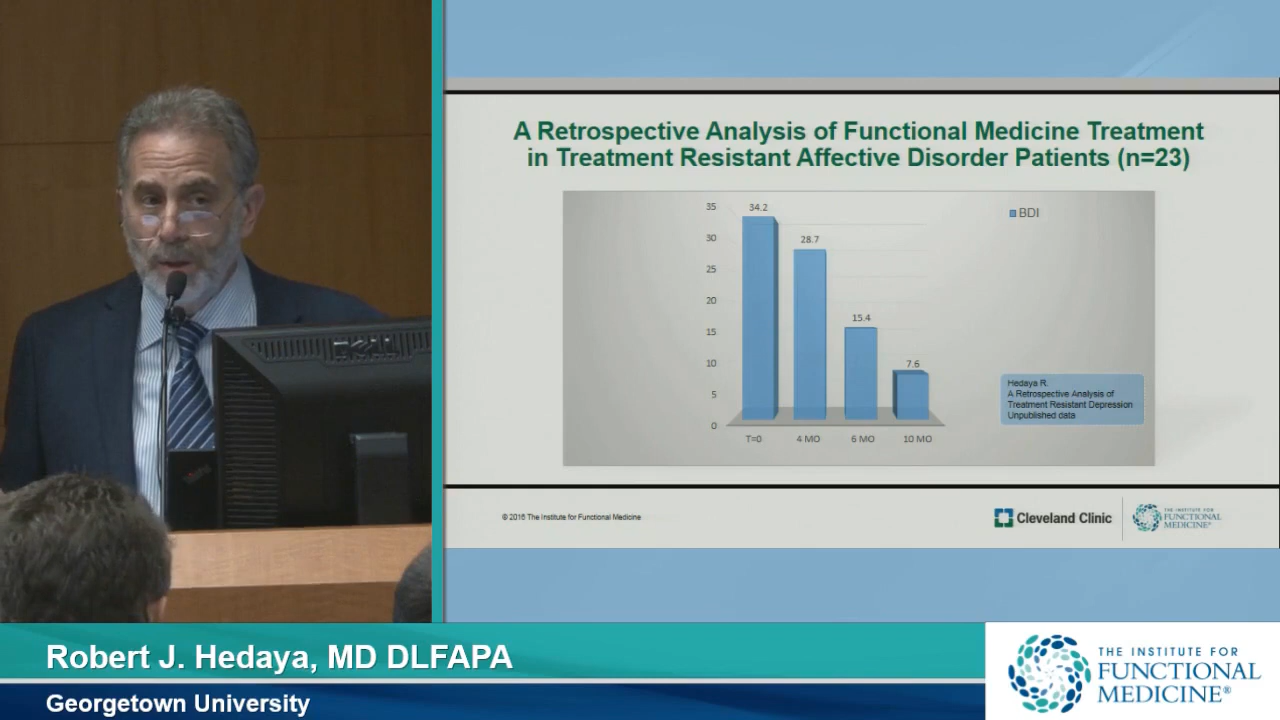 A Retrospective Analysis of Functional Medicine Treatment
in Treatment Resistant Affective Disorder Patients (n=23)
BDI
35
30
25
20
15
10
5
0
34.2
28.7
15.4
7.6
T=0
4 MO
6 MO
10 MO
Hedaya R.
A Retrospective Analysis of
Treatment Resistant Depression
Unpublished data
© 2016 The Institute for Functional Medicine
Cleveland Clinic
THE INSTITUTE FOR
FUNCTIONAL
MEDICINE®
DELL
Robert J. Hedaya, MD DLFAPA
Georgetown University
THE INSTITUTE FOR
FUNCTIONAL
MEDICINE®